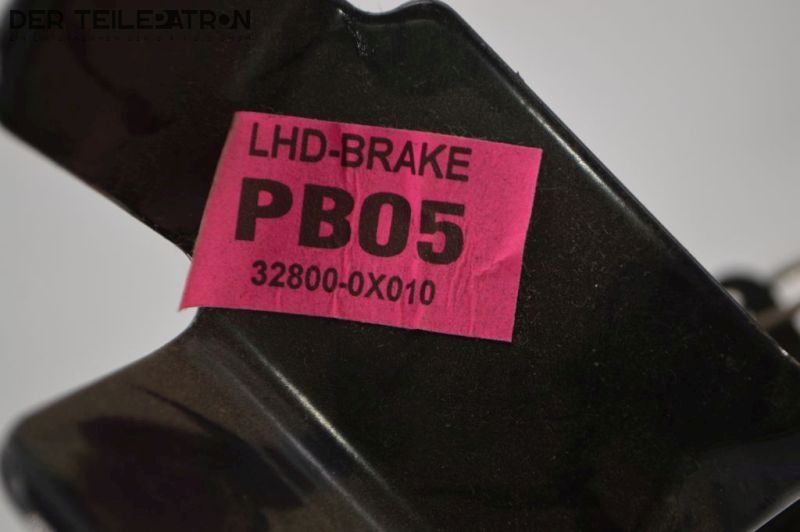 DER TEILEPATRON
LHD-BRAKE
PB05
32800-0X010